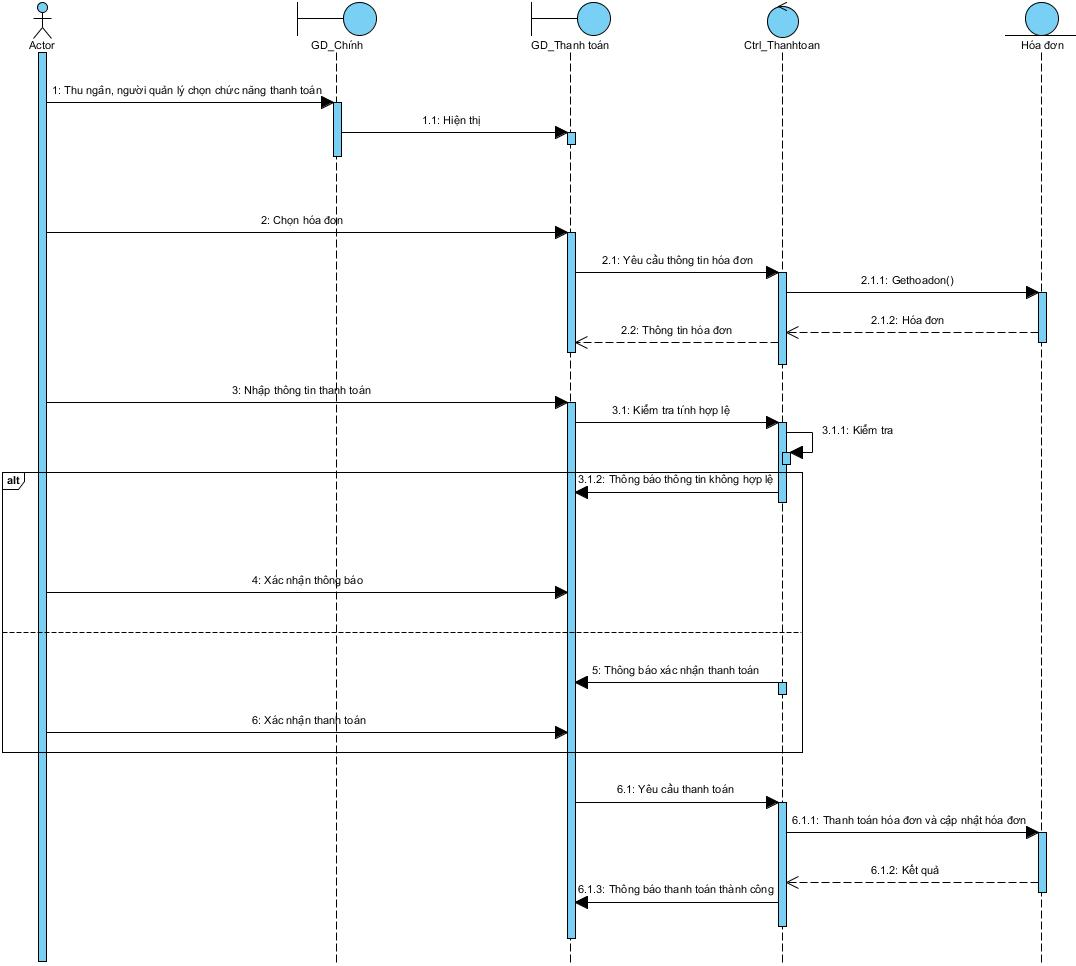 Actor
GD_Chính
GD_Thanh toán
Ctrl_Thanhtoan
Hóa đơn
1: Thu ngân, người quản lý chọn chức năng thanh toán
1.1: Hiện thị
2: Chọn hóa đơn
2.1: Yêu cầu thông tin hóa đơn
2.1.1: Gethoadon()
2.1.2: Hóa đơn
2.2: Thông tin hóa đơn
3: Nhập thông tin thanh toán
3.1: Kiểm tra tính hợp lệ
3.1.1: Kiểm tra
alt
3.1.2: Thông báo thông tin không hợp lệ
4: Xác nhận thông báo
5: Thông báo xác nhận thanh toán
6: Xác nhận thanh toán
6.1: Yêu cầu thanh toán
6.1.1: Thanh toán hóa đơn và cập nhật hóa đơn
6.1.2: Kết quả
6.1.3: Thông báo thanh toán thành công